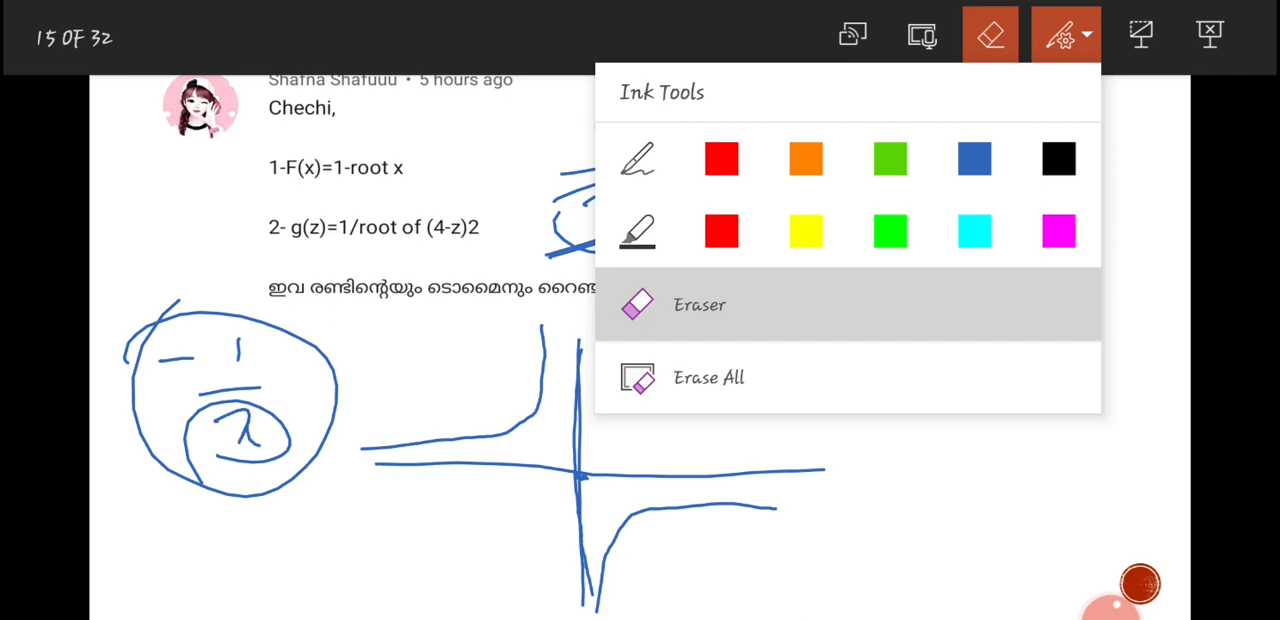 15 OF 32
Shafna Shafuuu • 5 hours ago
Chechi,
1-F(x)=1-root x
2- g(z)=1/root of (4-z)2
ഇവ രണ്ടിന്റെയും ടൊമൈനും
Ink Tools
Eraser
Erase All
- 1
x